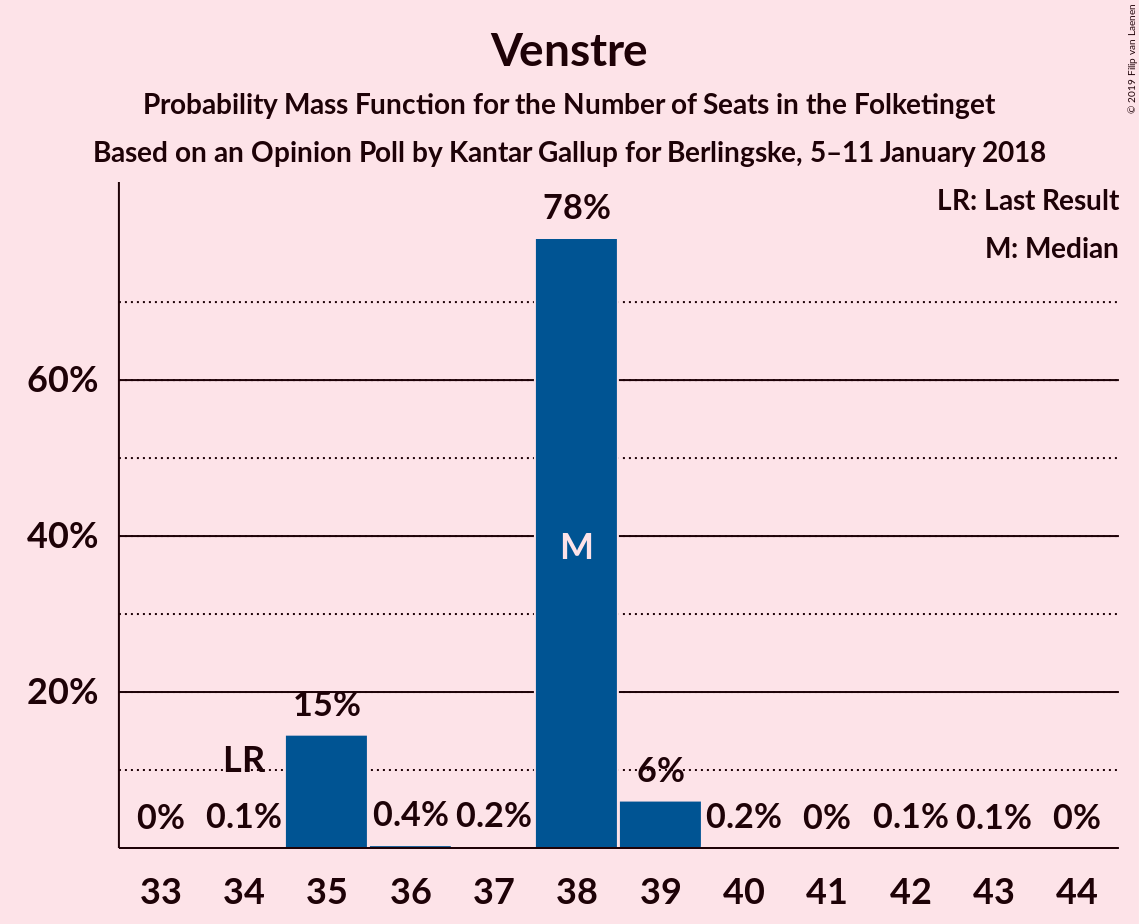 Venstre
Probability Mass Function for the Number of Seats in the Folketinget
Based on an Opinion Poll by Kantar Gallup for Berlingske, 5–11 January 2018
© 2019 Filip van Laenen
LR: Last Result
M: Median
78%
60%
40%
M
20%
15%
LR
6%
0% 0.1% 0.4% 0.2% 0.2% 0% 0.1% 0.1% 0%
33 34 35 36 37 38 39 40 41 42 43 44